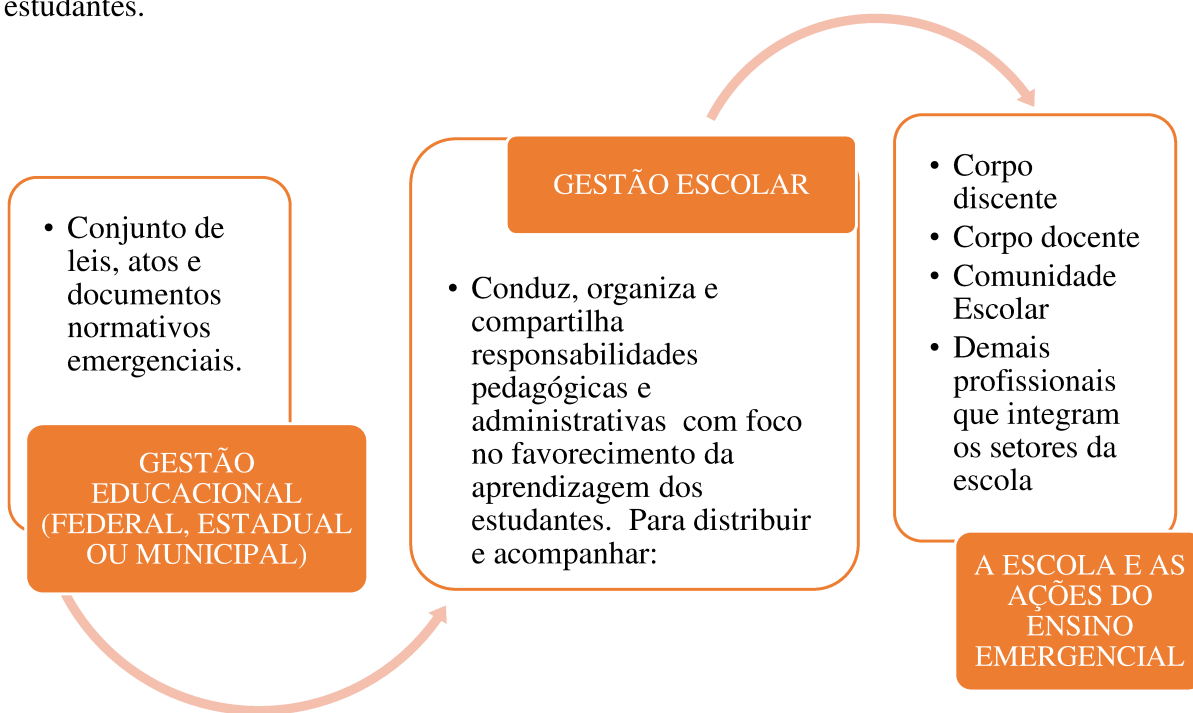 estudantes.
• Conjunto de
leis, atos e
documentos
normativos
emergenciais.
GESTÃO
EDUCACIONAL
(FEDERAL, ESTADUAL
OU MUNICIPAL)
GESTÃO ESCOLAR
• Conduz, organiza e
compartilha
responsabilidades
pedagógicas e
administrativas com foco
no favorecimento da
aprendizagem dos
estudantes. Para distribuir
e acompanhar:
• Corpo
discente
• Corpo docente
• Comunidade
Escolar
• Demais
profissionais
que integram
os setores da
escola
A ESCOLA E AS
AÇÕES DO
ENSINO
EMERGENCIAL